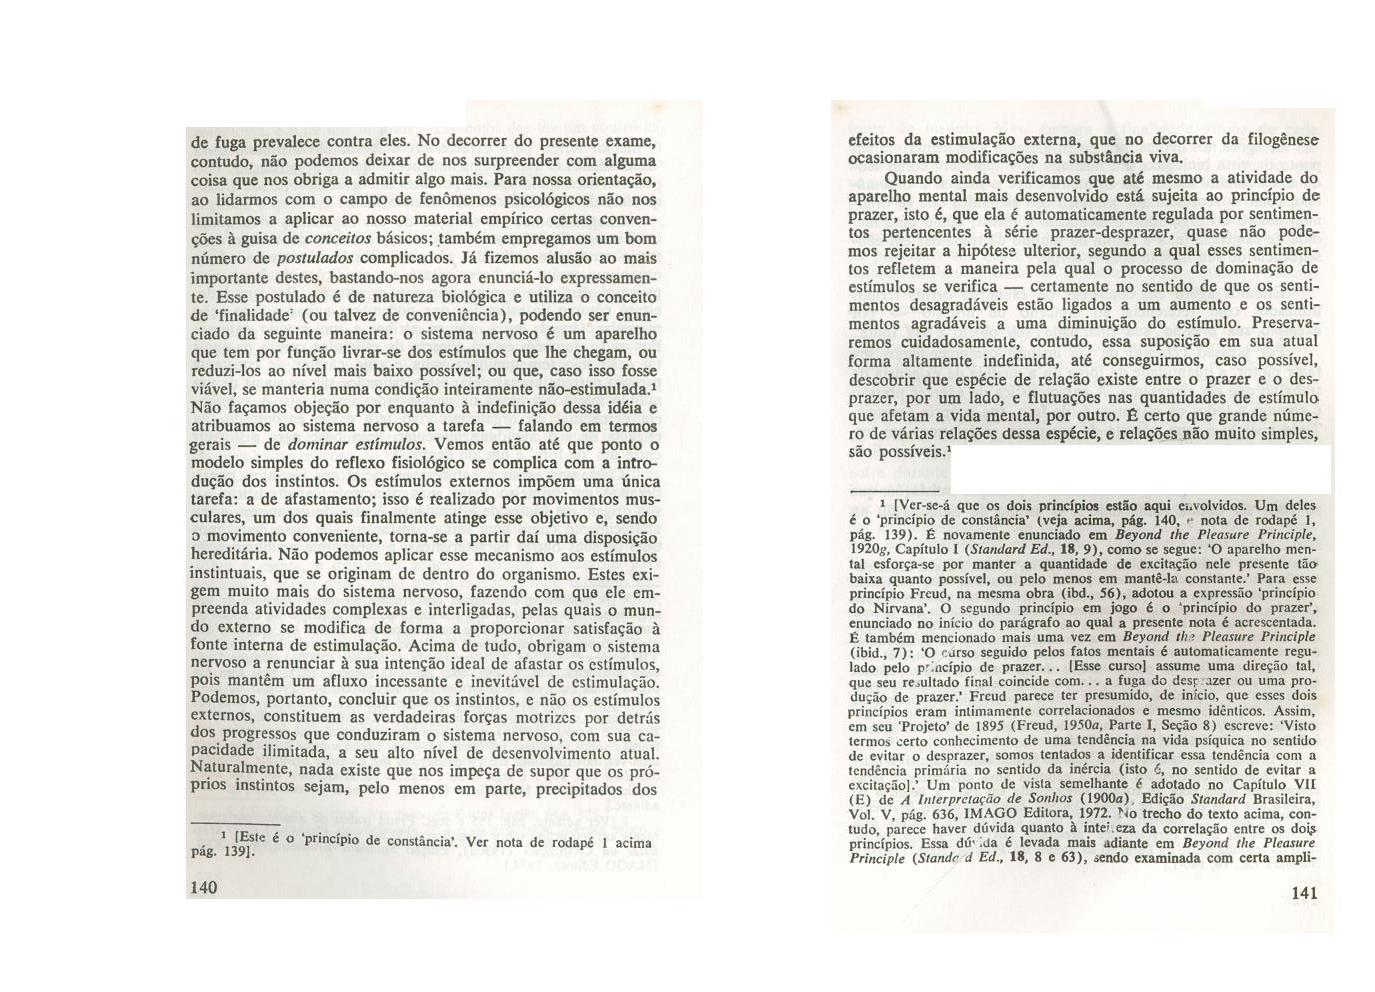 de fuga prevalece contra eles. No decorrer do presente exame,
contudo, não podemos deixar de nos surpreender com alguma
coisa que nos obriga a admitir algo mais. Para nossa orientação,
ao lidarmos com o campo de fenômenos psicológicos não nos
limitamos a aplicar ao nosso material empírico certas conven-
ções à guisa de conceitos básicos; também empregamos um bom
número de postulados complicados. Já fizemos alusão ao mais
importante destes, bastando-nos agora enunciá-lo expressamen-
te. Esse postulado é de natureza biológica e utiliza o conceito
de ‘finalidade’ (ou talvez de conveniência), podendo ser enun-
ciado da seguinte maneira: o sistema nervoso é um aparelho
que tem por função livrar-se dos estímulos que lhe chegam, ou
reduzi-los ao nível mais baixo possível; ou que, caso isso fosse
viável, se manteria numa condição inteiramente não-estimulada.¹
Não façamos objeção por enquanto à indefinição dessa idéia e
atribuamos ao sistema nervoso a tarefa — falando em termos
gerais — de dominar estímulos. Vemos então até que ponto o
modelo simples do reflexo fisiológico se complica com a intro-
dução dos instintos. Os estímulos externos impõem uma única
tarefa: a de afastamento; isso é realizado por movimentos mus-
culares, um dos quais finalmente atinge esse objetivo e, sendo
o movimento conveniente, torna-se a partir daí uma disposição
hereditária. Não podemos aplicar esse mecanismo aos estímulos
instintuais, que se originam de dentro do organismo. Estes exi-
gem muito mais do sistema nervoso, fazendo com que ele em-
preenda atividades complexas e interligadas, pelas quais o mun-
do externo se modifica de forma a proporcionar satisfação à
fonte interna de estimulação. Acima de tudo, obrigam o sistema
nervoso a renunciar à sua intenção ideal de afastar os estímulos,
pois mantêm um afluxo incessante e inevitável de estimulação.
Podemos, portanto, concluir que os instintos, e não os estímulos
externos, constituem as verdadeiras forças motrizes por detrás
dos progressos que conduziram o sistema nervoso, com sua ca-
pacidade ilimitada, a seu alto nível de desenvolvimento atual.
Naturalmente, nada existe que nos impeça de supor que os pró-
prios instintos sejam, pelo menos em parte, precipitados dos
¹ [Este é o ‘princípio de constância’. Ver nota de rodapé 1 acima
pág. 139].
140
efeitos da estimulação externa, que no decorrer da filogênese
ocasionaram modificações na substância viva.
Quando ainda verificamos que até mesmo a atividade do
aparelho mental mais desenvolvido está sujeita ao princípio de
prazer, isto é, que ela é automaticamente regulada por sentimen-
tos pertencentes à série prazer-desprazer, quase não pode-
mos rejeitar a hipótese ulterior, segundo a qual esses sentimen-
tos refletem a maneira pela qual o processo de dominação de
estímulos se verifica — certamente no sentido de que os senti-
mentos desagradáveis estão ligados a um aumento e os senti-
mentos agradáveis a uma diminuição do estímulo. Preserva-
remos cuidadosamente, contudo, essa suposição em sua atual
forma altamente indefinida, até conseguirmos, caso possível,
descobrir que espécie de relação existe entre o prazer e o des-
prazer, por um lado, e flutuações nas quantidades de estímulo
que afetam a vida mental, por outro. É certo que grande núme-
ro de várias relações dessa espécie, e relações não muito simples,
são possíveis.¹
¹ [Ver-se-á que os dois princípios estão aqui envolvidos. Um deles
é o ‘princípio de constância’ (veja acima, pág. 140, e nota de rodapé 1,
pág. 139). É novamente enunciado em Beyond the Pleasure Principle,
1920g, Capítulo I (Standard Ed., 18, 9), como se segue: ‘O aparelho men-
tal esforça-se por manter a quantidade de excitação nele presente tão
baixa quanto possível, ou pelo menos em mantê-la constante.’ Para esse
princípio Freud, na mesma obra (ibd., 56), adotou a expressão ‘princípio
do Nirvana’. O segundo princípio em jogo é o ‘princípio do prazer’,
enunciado no início do parágrafo ao qual a presente nota é acrescentada.
É também mencionado mais uma vez em Beyond the Pleasure Principle
(ibid., 7): ‘O curso seguido pelos fatos mentais é automaticamente regu-
lado pelo princípio de prazer... [Esse curso] assume uma direção tal,
que seu resultado final coincide com... a fuga do desprazer ou uma pro-
dução de prazer.’ Freud parece ter presumido, de início, que esses dois
princípios eram intimamente correlacionados e mesmo idênticos. Assim,
em seu ‘Projeto’ de 1895 (Freud, 1950a, Parte I, Seção 8) escreve: ‘Visto
termos certo conhecimento de uma tendência na vida psíquica no sentido
de evitar o desprazer, somos tentados a identificar essa tendência com a
tendência primária no sentido da inércia (isto é, no sentido de evitar a
excitação].’ Um ponto de vista semelhante é adotado no Capítulo VII
(E) de A Interpretação de Sonhos (1900a), Edição Standard Brasileira,
Vol. V, pág. 636, IMAGO Editora, 1972. No trecho do texto acima, con-
tudo, parece haver dúvida quanto à inteireza da correlação entre os dois
princípios. Essa dúvida é levada mais adiante em Beyond the Pleasure
Principle (Standard Ed., 18, 8 e 63), sendo examinada com certa ampli-
141